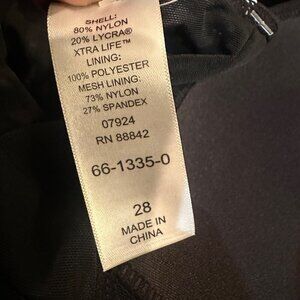 SHELL:
80% NYLON
20% LYCRA®
XTRA LIFE™
LINING:
100% POLYESTER
MESH LINING:
73% NYLON
27% SPANDEX
07924
RN 88842
66-1335-0
28
MADE IN
CHINA